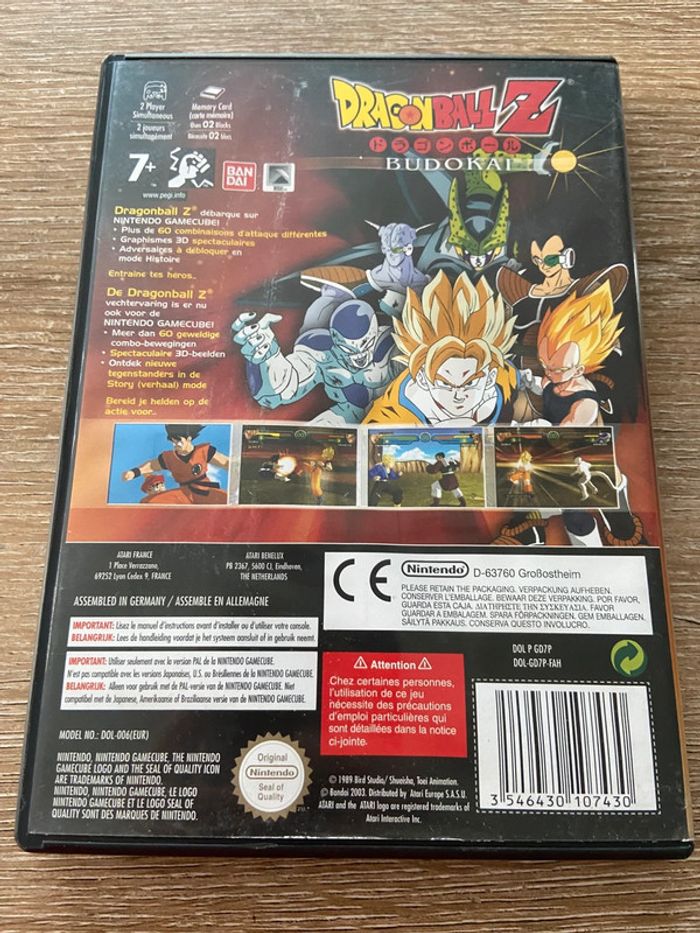 2 Player
Simultaneous
2 joueurs
simultanément
Memory Card
(carte mémoire)
02 Blocks
Nécessite 02 blocs
7+
www.pegi.info
BAN
DAI
DRAGONBALL Z
ドラゴンボール
BUDOKAI
Dragonball Z® débarque sur
NINTENDO GAMECUBE!
• Plus de 60 combinaisons d'attaque différentes
• Graphismes 3D spectaculaires
• Adversaires à débloquer en
mode Histoire
Entraine tes héros..
De Dragonball Z®
vechtervaring is er nu
ook voor de
NINTENDO GAMECUBE!
• Meer dan 60 geweldige
combo-bewegingen
• Spectaculaire 3D-beelden
• Ontdek nieuwe
tegenstanders in de
Story (verhaal) mode
Bereid je helden op de
actie voor..
ATARI FRANCE
1 Place Verrazzano,
69252 Lyon Cedex 9, FRANCE
ATARI BENELUX
PB 2367, 5600 CJ, Eindhoven,
THE NETHERLANDS
ASSEMBLED IN GERMANY / ASSEMBLE EN ALLEMAGNE
IMPORTANT: Lisez le manuel d'instructions avant d'installer ou d'utiliser votre console.
BELANGRIJK: Lees de handleiding voordat je het systeem aansluit of in gebruik neemt.
IMPORTANT: Utiliser seulement avec la version PAL de la NINTENDO GAMECUBE.
N'est pas compatible avec les versions Japonaises, U.S. ou Brésiliennes de la NINTENDO GAMECUBE.
BELANGRIJK: Alleen voor gebruik met de PAL-versie van de NINTENDO GAMECUBE. Niet
compatibel met de Japanse, Amerikaanse of Braziliaanse versie van de NINTENDO GAMECUBE.
MODEL NO.: DOL-006(EUR)
NINTENDO, NINTENDO GAMECUBE, THE NINTENDO
GAMECUBE LOGO AND THE SEAL OF QUALITY ICON
ARE TRADEMARKS OF NINTENDO.
NINTENDO, NINTENDO GAMECUBE, LE LOGO
NINTENDO GAMECUBE ET LE LOGO SEAL OF
QUALITY SONT DES MARQUES DE NINTENDO.
Original
Nintendo
Seal of
Quality
CE
Nintendo D-63760 Großostheim
PLEASE RETAIN THE PACKAGING. VERPACKUNG AUFHEBEN.
CONSERVER L'EMBALLAGE. BEWAAR DEZE VERPAKKING. POR FAVOR,
GUARDA ESTA CAJA. ΔΙΑΤΗΡΗΣΤΕ ΤΗΝ ΣΥΣΚΕΥΑΣΙΑ. FAVOR
GUARDAR A EMBALAGEM. SPARA FÖRPACKNINGEN. GEM EMBALLAGEN.
SÄILYTÄ PAKKAUS. CONSERVA QUESTO INVOLUCRO.
Attention
Chez certaines personnes,
l'utilisation de ce jeu
nécessite des précautions
d'emploi particulières qui
sont détaillées dans la notice
ci-jointe.
DOL P GD7P
DOL-GD7P-FAH
© 1989 Bird Studio/ Shueisha, Toei Animation.
© Bandai 2003. Distributed by Atari Europe S.A.S.U.
ATARI and the ATARI logo are registered trademarks of
Atari Interactive Inc.
3 546430 107430